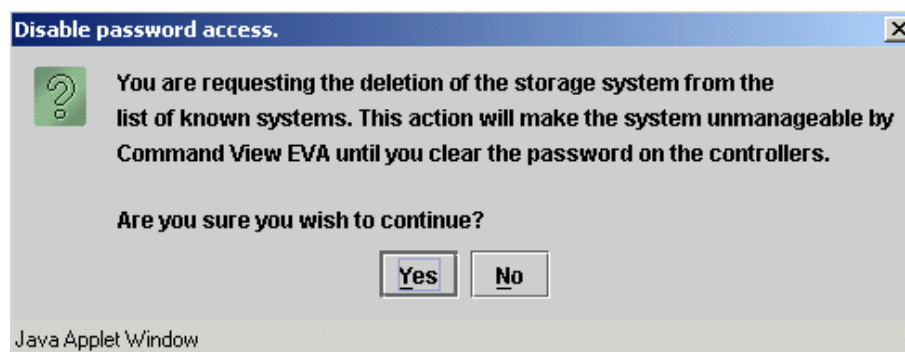 Disable password access.
You are requesting the deletion of the storage system from the
list of known systems. This action will make the system unmanageable by
Command View EVA until you clear the password on the controllers.
Are you sure you wish to continue?
Yes No
Java Applet Window